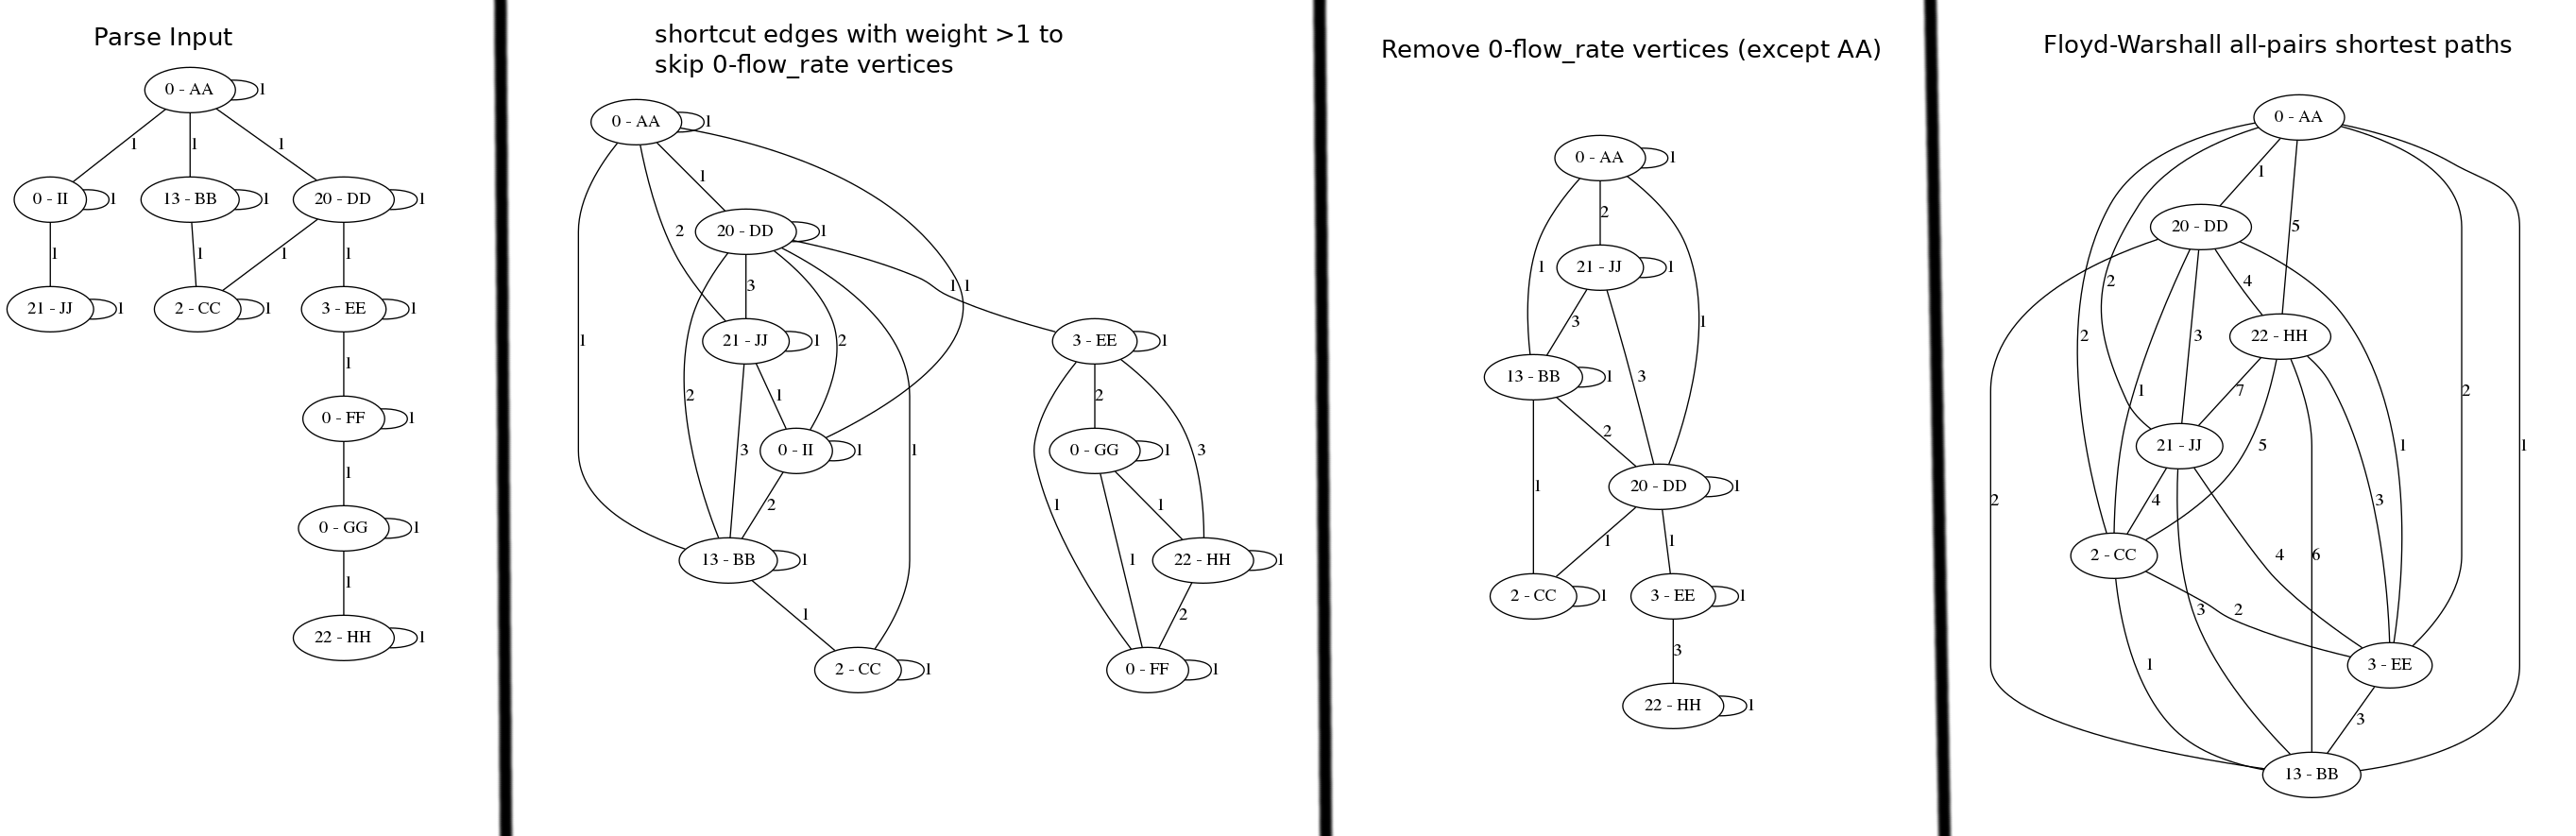 Parse Input
0 - AA
1
1
1
1
0 - II
1
13 - BB
1
20 - DD
1
1
1
1
1
21 - JJ
1
2 - CC
1
3 - EE
1
1
0 - FF
1
1
0 - GG
1
1
22 - HH
1
shortcut edges with weight >1 to
skip 0-flow_rate vertices
0 - AA
1
1
2
20 - DD
1
3
1
1
1
21 - JJ
1
2
3 - EE
1
2
1
2
3
0 - II
1
1
0 - GG
1
3
2
1
1
13 - BB
1
1
22 - HH
1
1
2
2 - CC
1
0 - FF
1
Remove 0-flow_rate vertices (except AA)
0 - AA
1
2
1
21 - JJ
1
3
1
13 - BB
1
3
2
1
20 - DD
1
1
1
2 - CC
1
3 - EE
1
3
22 - HH
1
Floyd-Warshall all-pairs shortest paths
0 - AA
1
20 - DD
5
2
4
2
3
22 - HH
1
7
2
21 - JJ
5
1
1
2
4
3
2 - CC
4
6
3
2
1
3 - EE
3
13 - BB